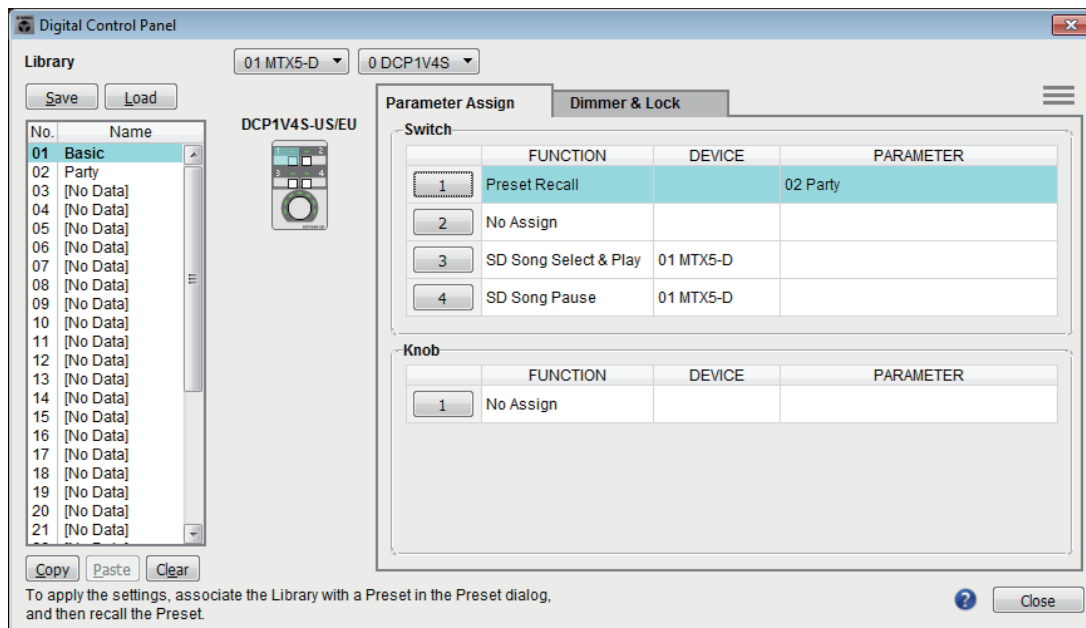 Digital Control Panel
Library
01 MTX5-D
0 DCP1V4S
Save
Load
No. Name
01 Basic
02 Party
03 [No Data]
04 [No Data]
05 [No Data]
06 [No Data]
07 [No Data]
08 [No Data]
09 [No Data]
10 [No Data]
11 [No Data]
12 [No Data]
13 [No Data]
14 [No Data]
15 [No Data]
16 [No Data]
17 [No Data]
18 [No Data]
19 [No Data]
20 [No Data]
21 [No Data]
Copy
Paste
Clear
DCP1V4S-US/EU
1 2
3 4
Parameter Assign
Dimmer & Lock
Switch
FUNCTION DEVICE PARAMETER
1 Preset Recall 02 Party
2 No Assign
3 SD Song Select & Play 01 MTX5-D
4 SD Song Pause 01 MTX5-D
Knob
FUNCTION DEVICE PARAMETER
1 No Assign
To apply the settings, associate the Library with a Preset in the Preset dialog,
and then recall the Preset.
?
Close